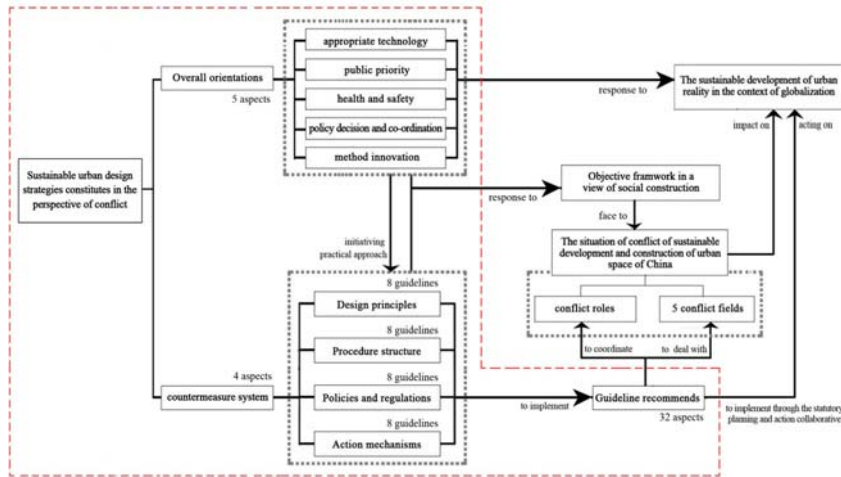 appropriate technology
public priority
health and safety
policy decision and co-ordination
method innovation
Overall orientations
5 aspects
response to
The sustainable development of urban
reality in the context of globalization
impact on
acting on
Sustainable urban design
strategies constitutes in the
perspective of conflict
response to
Objective framwork in a
view of social construction
face to
initiativing
practical approach
The situation of conflict of sustainable
development and construction of urban
space of China
8 guidelines
Design principles
conflict roles
5 conflict fields
8 guidelines
Procedure structure
to coordinate
to deal with
4 aspects
countermeasure system
8 guidelines
Policies and regulations
to implement
Guideline recommends
32 aspects
to implement through the statutory
planning and action collaborative
8 guidelines
Action mechanisms